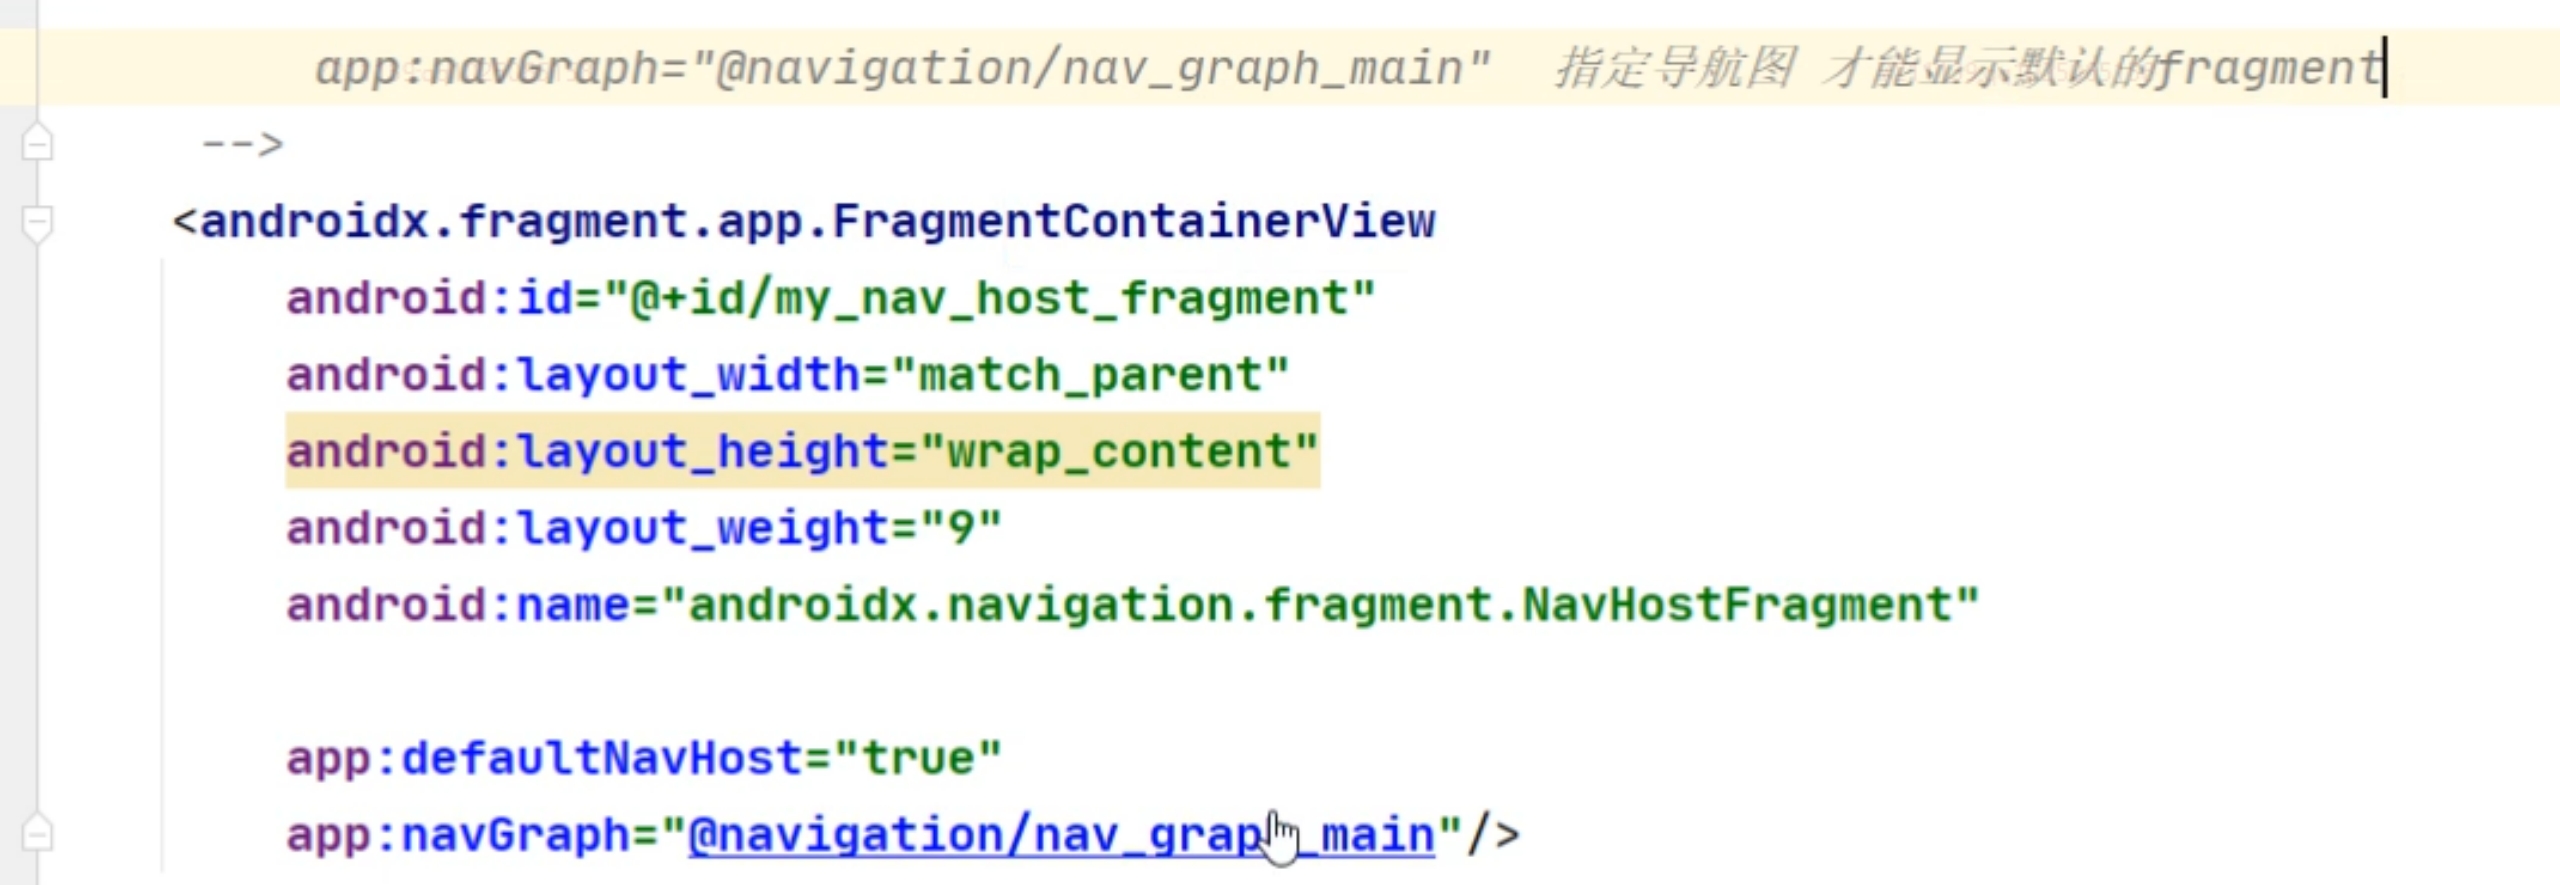 app:navGraph="@navigation/nav_graph_main"  指定导航图 才能显示默认的fragment
-->
<androidx.fragment.app.FragmentContainerView
android:id="@+id/my_nav_host_fragment"
android:layout_width="match_parent"
android:layout_height="wrap_content"
android:layout_weight="9"
android:name="androidx.navigation.fragment.NavHostFragment"
app:defaultNavHost="true"
app:navGraph="@navigation/nav_graph_main"/>